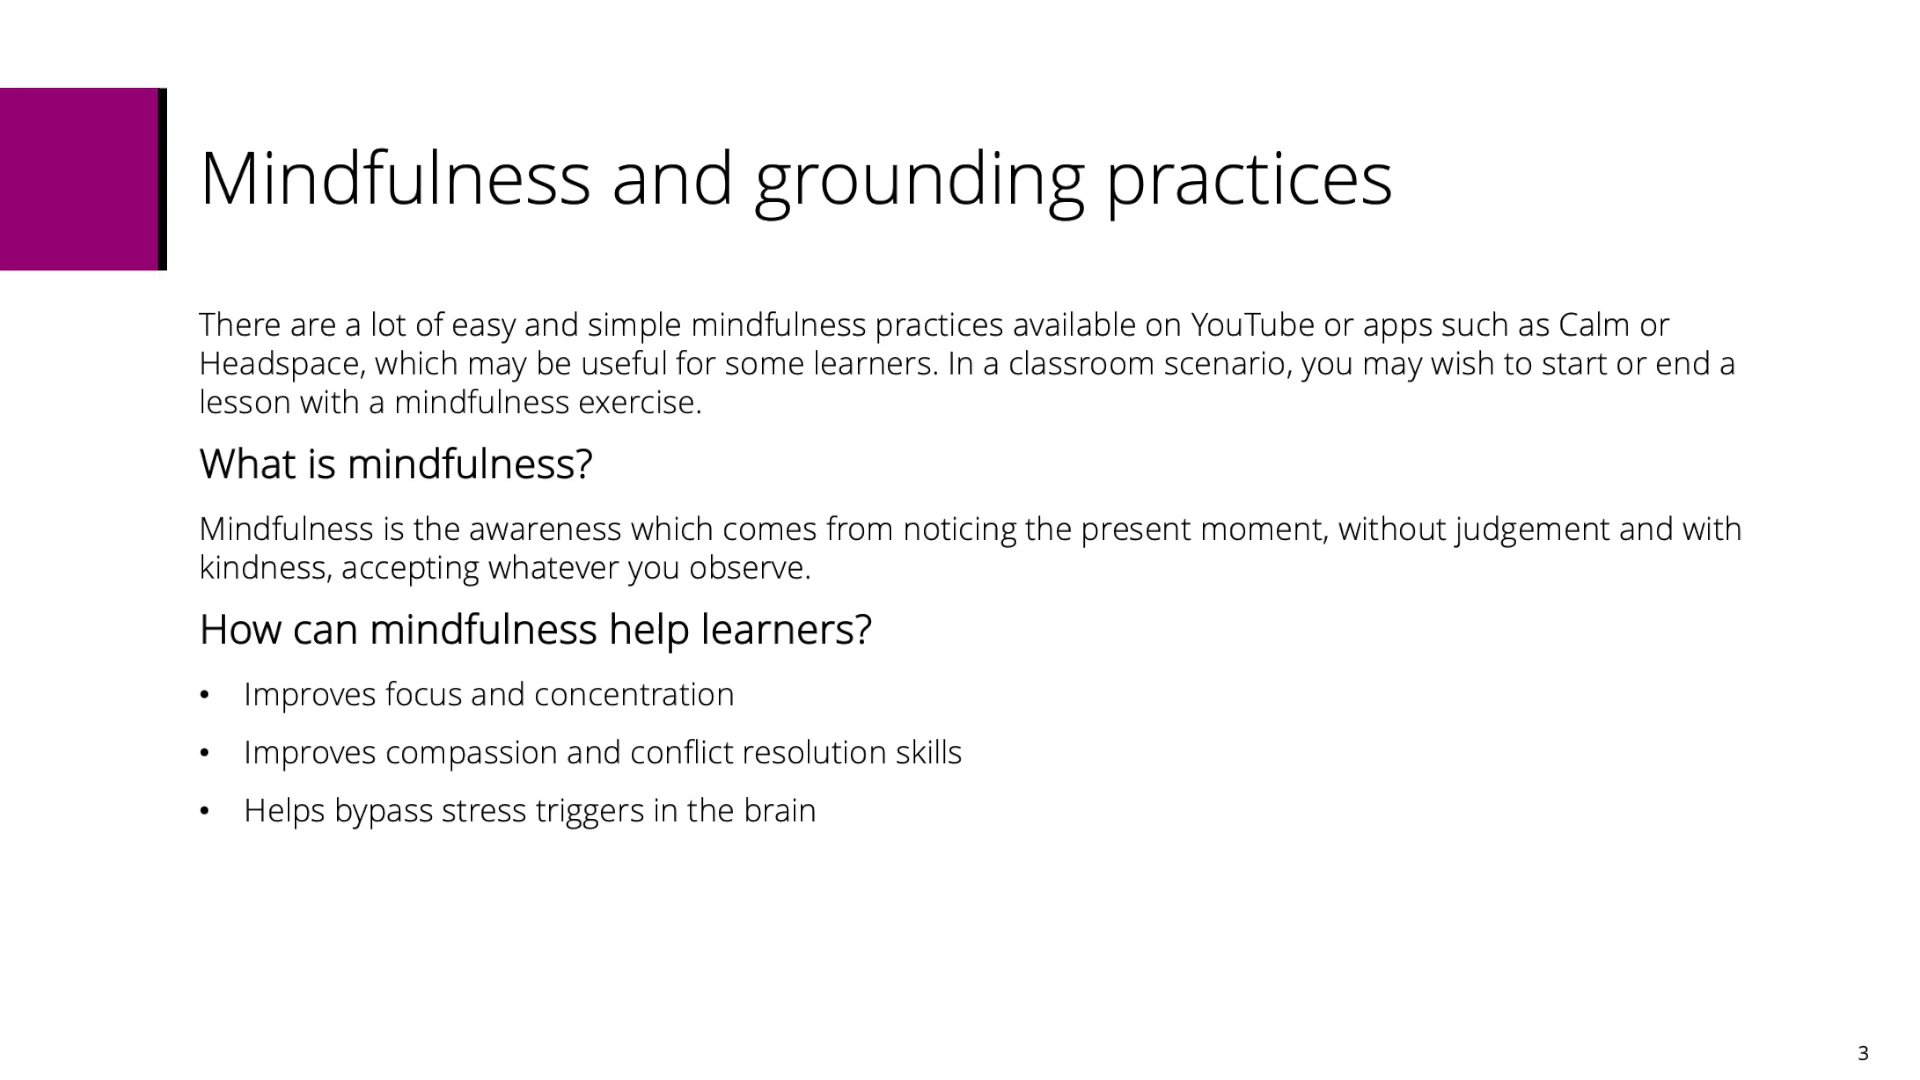 Mindfulness and grounding practices
There are a lot of easy and simple mindfulness practices available on YouTube or apps such as Calm or
Headspace, which may be useful for some learners. In a classroom scenario, you may wish to start or end a
lesson with a mindfulness exercise.
What is mindfulness?
Mindfulness is the awareness which comes from noticing the present moment, without judgement and with
kindness, accepting whatever you observe.
How can mindfulness help learners?
• Improves focus and concentration
• Improves compassion and conflict resolution skills
• Helps bypass stress triggers in the brain
3